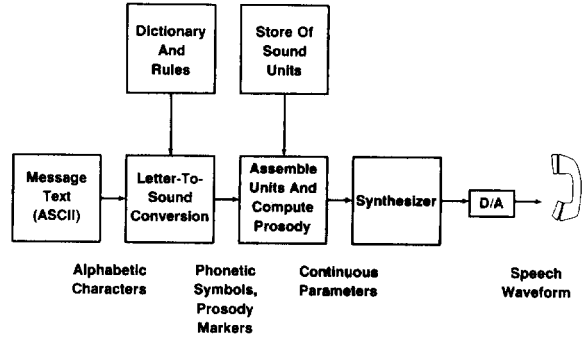 Dictionary
And
Rules
Store Of
Sound
Units
Message
Text
(ASCII)
Letter-To-
Sound
Conversion
Assemble
Units And
Compute
Prosody
Synthesizer
D/A
Alphabetic
Characters
Phonetic
Symbols,
Prosody
Markers
Continuous
Parameters
Speech
Waveform